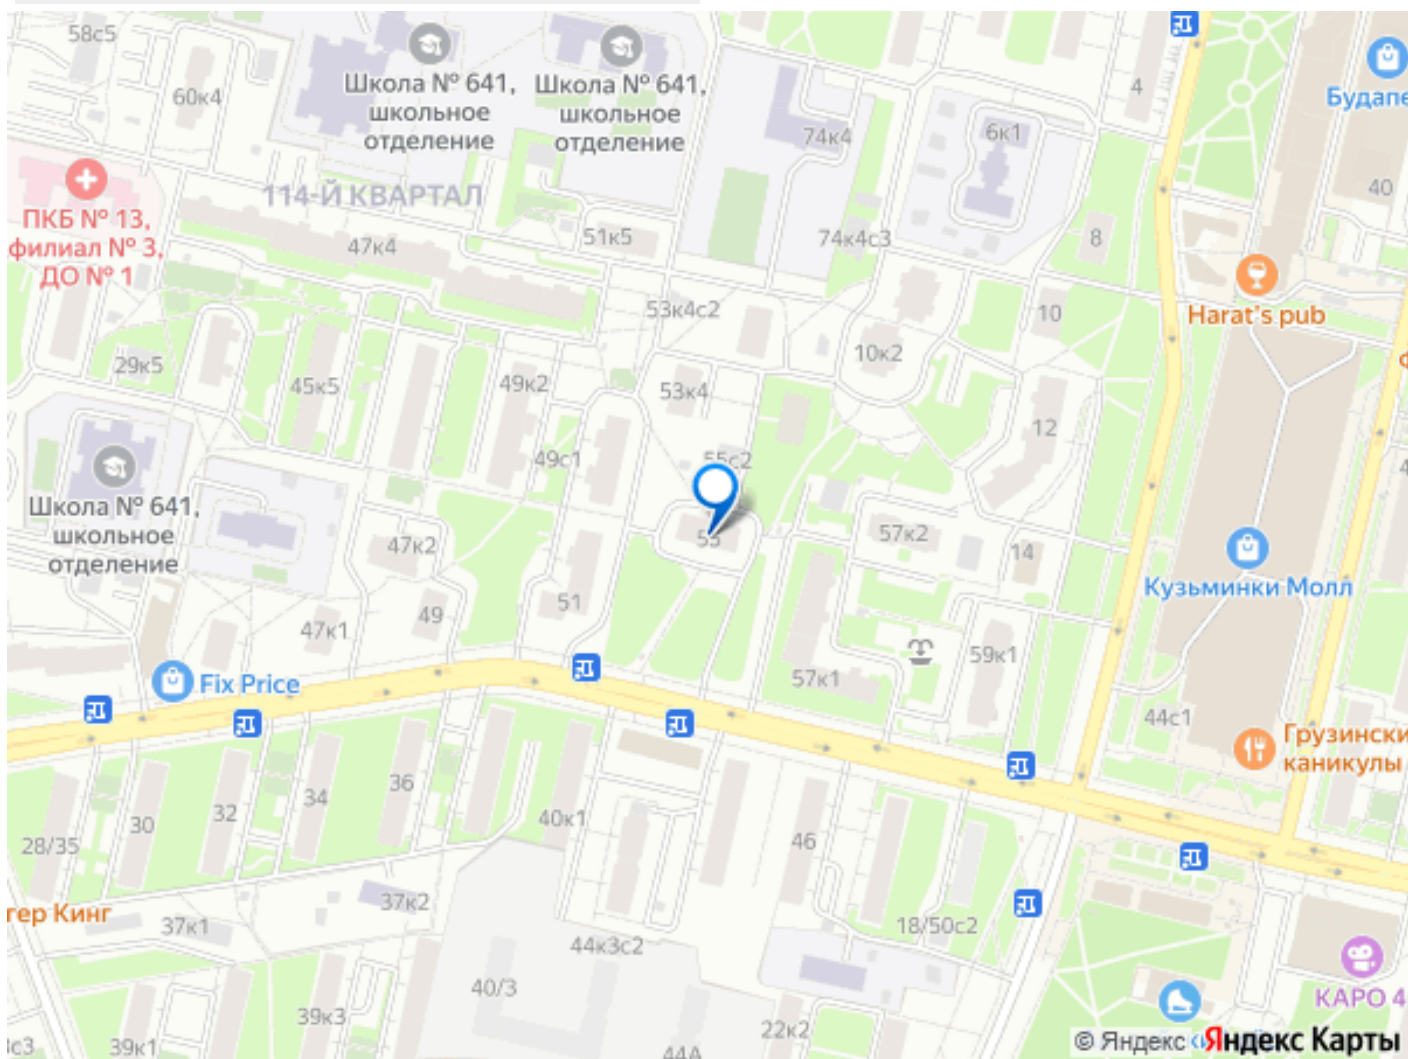 58с5
Школа № 641,
школьное
отделение
Школа № 641,
школьное
отделение
60к4
74к4
4
6к1
Будапе
40
ПКБ № 13,
филиал № 3,
ДО № 1
114-Й КВАРТАЛ
47к4
51к5
74к4с3
8
53к4с2
10
Harat's pub
29к5
45к5
49к2
53к4
10к2
12
49с1
55с2
Школа № 641,
школьное
отделение
47к2
55
57к2
14
Кузьминки Молл
51
49
47к1
59к1
57к1
Fix Price
44с1
Грузински
каникулы
36
34
32
30
28/35
40к1
46
гер Кинг
37к2
37к1
44к3с2
18/50с2
40/3
39к3
39к1
22к2
44А
КАРО 4
© Яндекс
Яндекс Карты